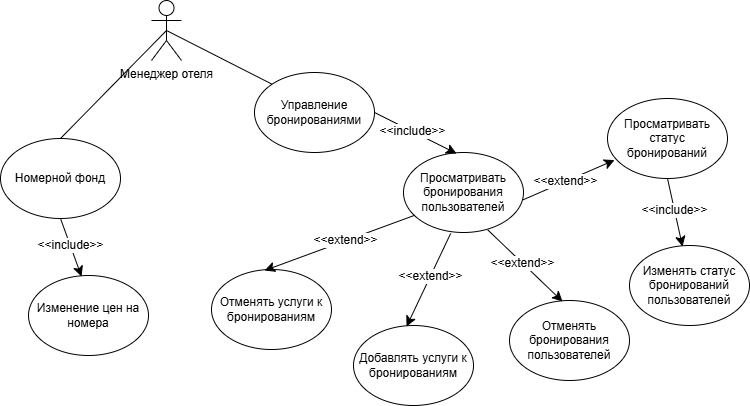 Менеджер отеля
Управление
бронированиями
<<include>>
Просматривать
статус
бронирований
Номерной фонд
Просматривать
бронирования
пользователей
<<extend>>
<<include>>
<<include>>
<<extend>>
<<extend>>
<<extend>>
Изменять статус
бронирований
пользователей
Изменение цен на
номера
Отменять услуги к
бронированиям
Добавлять услуги к
бронированиям
Отменять
бронирования
пользователей